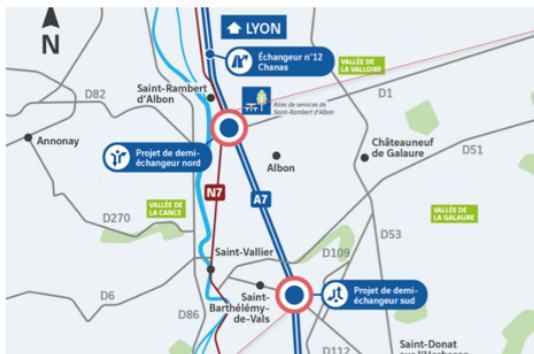 LYON
N
Échangeur n°12
Chanas
VALLÉE
DE LA VALLOIRE
D82
Saint-Rambert
d'Albon
Aires de services de
Saint-Rambert d'Albon
D1
Annonay
Projet de demi-
échangeur nord
Albon
Châteauneuf
de Galaure
D51
N7
A7
VALLÉE DE
LA CANCE
VALLÉE DE
LA GALAURE
D270
D53
Saint-Vallier
D109
D6
Saint-
Barthélémy-
de-Vals
Projet de demi-
échangeur sud
D86
D112
Saint-Donat